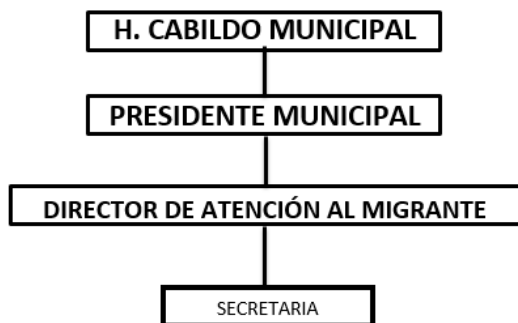 H. CABILDO MUNICIPAL
PRESIDENTE MUNICIPAL
DIRECTOR DE ATENCIÓN AL MIGRANTE
SECRETARIA